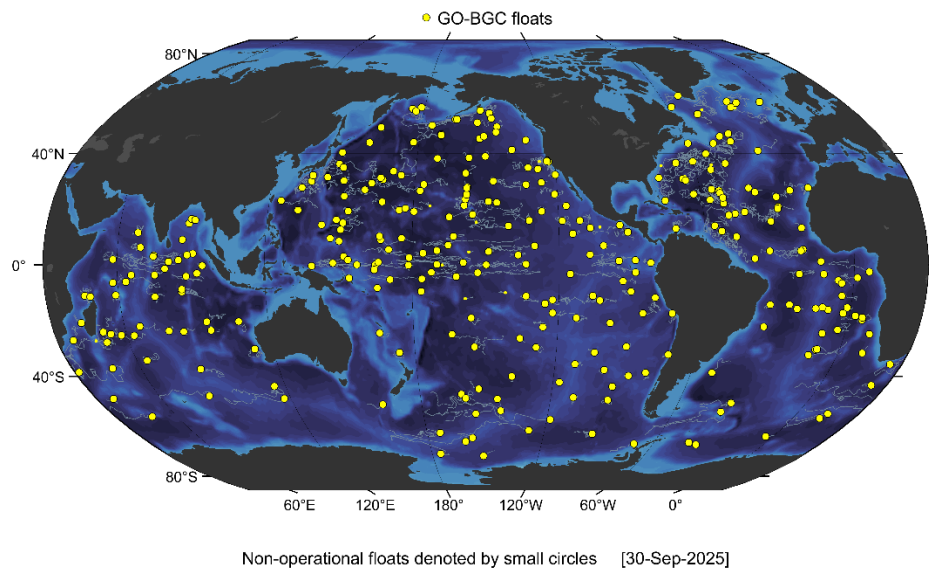 GO-BGC floats
80°N
40°N
0°
40°S
80°S
60°E 120°E 180° 120°W 60°W 0°
Non-operational floats denoted by small circles [30-Sep-2025]